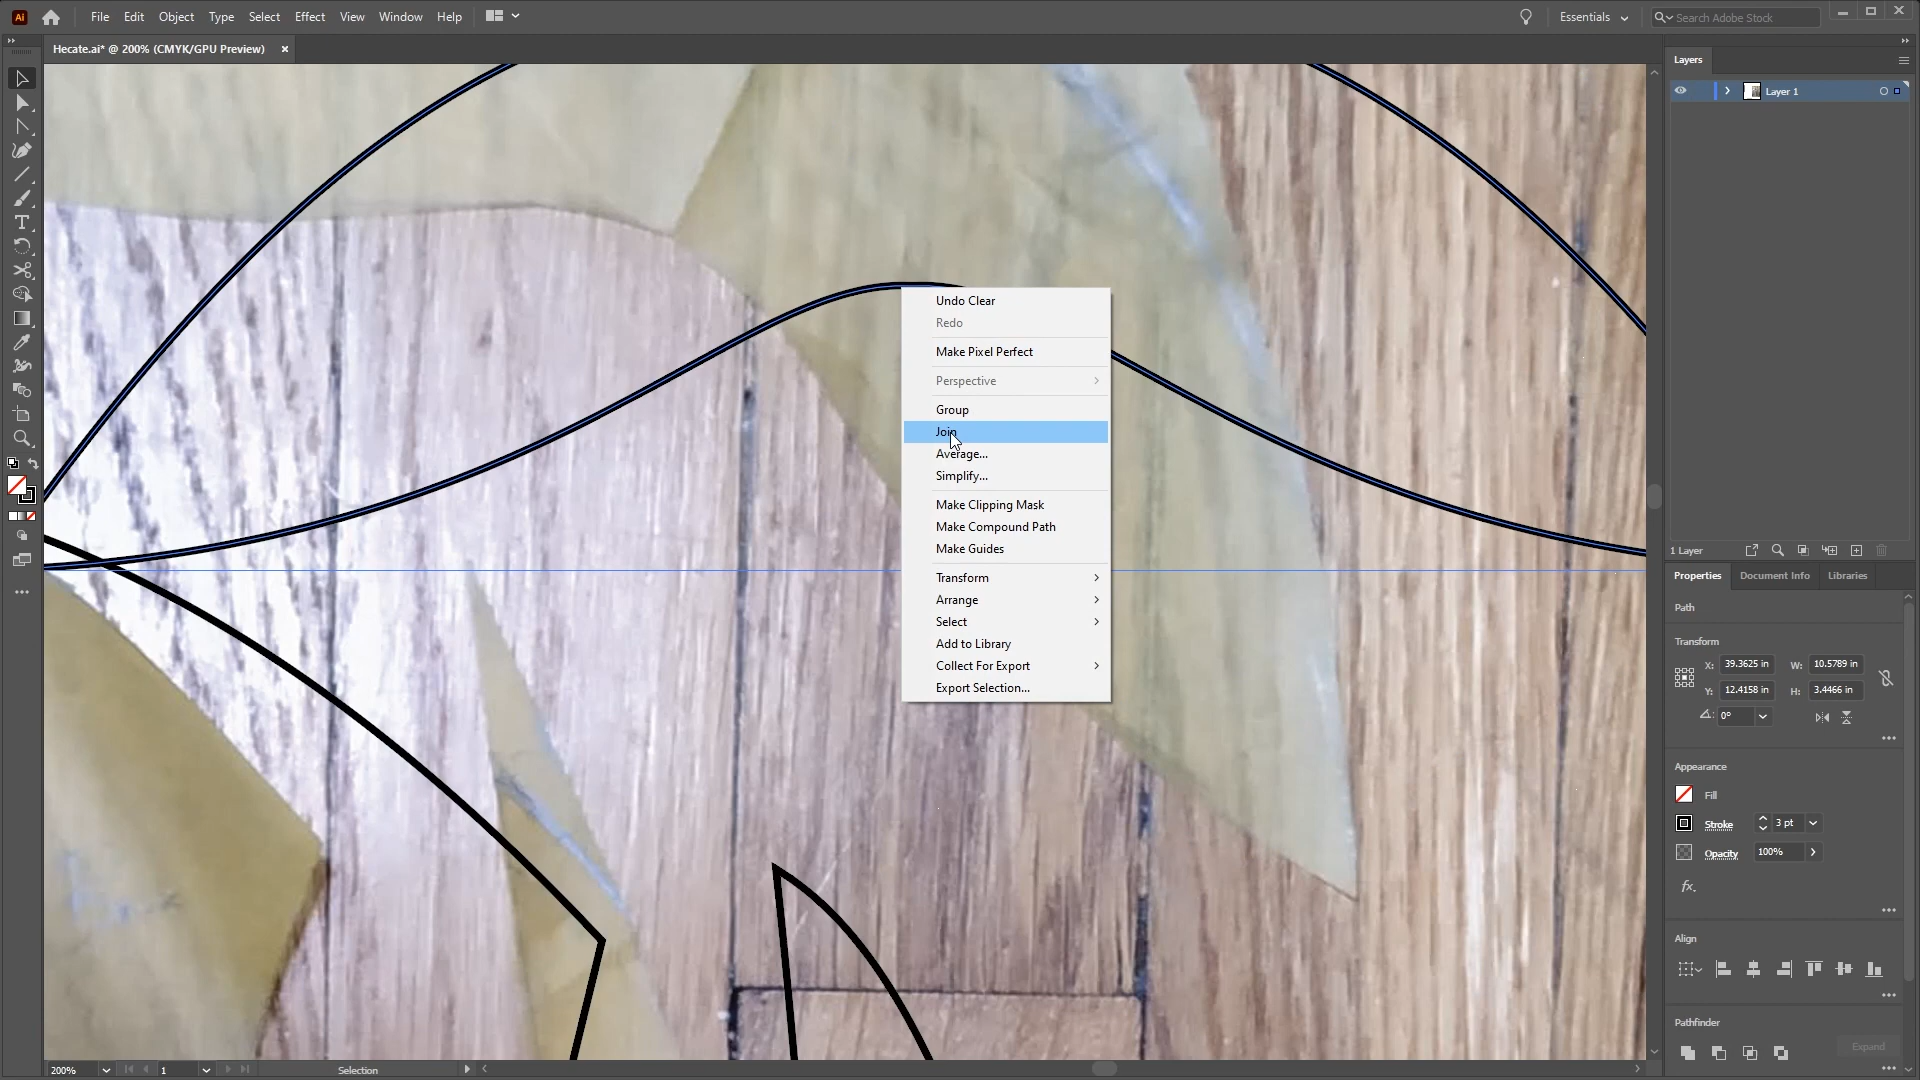 Ai File Edit Object Type Select Effect View Window Help Essentials Search Adobe Stock
Hecate.ai* @ 200% (CMYK/GPU Preview)
Layers
Layer 1
Undo Clear
Redo
Make Pixel Perfect
Perspective
Group
Join
Average...
Simplify...
Make Clipping Mask
Make Compound Path
Make Guides
Transform
Arrange
Select
Add to Library
Collect For Export
Export Selection...
1 Layer
Properties Document Info Libraries
Path
Transform
X: 39.3625 in W: 10.5789 in
Y: 12.4158 in H: 3.4466 in
0°
Appearance
Fill
Stroke 3 pt
Opacity 100%
fx.
Align
Pathfinder
Expand
200% 1 Selection